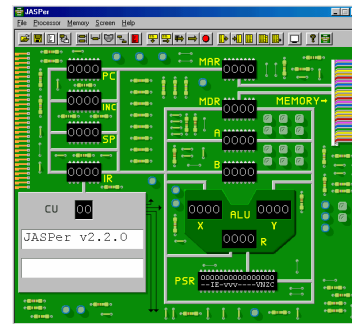 JASPer
File Processor Memory Screen Help
0000 PC
MAR 0000
0000 INC
MDR 0000
MEMORY→
0000 SP
A 0000
0000 IR
B 0000
CU 00
0000 ALU 0000
X Y
0000 R
JASPer v2.2.0
PSR 0000000000000000
--IE-vvv----VNZC